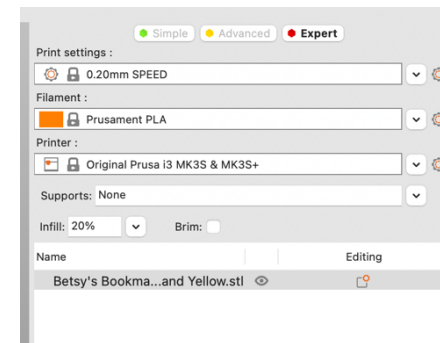 Simple Advanced Expert
Print settings :
0.20mm SPEED
Filament :
Prusament PLA
Printer :
Original Prusa i3 MK3S & MK3S+
Supports: None
Infill: 20% Brim:
Name Editing
Betsy's Bookma...and Yellow.stl